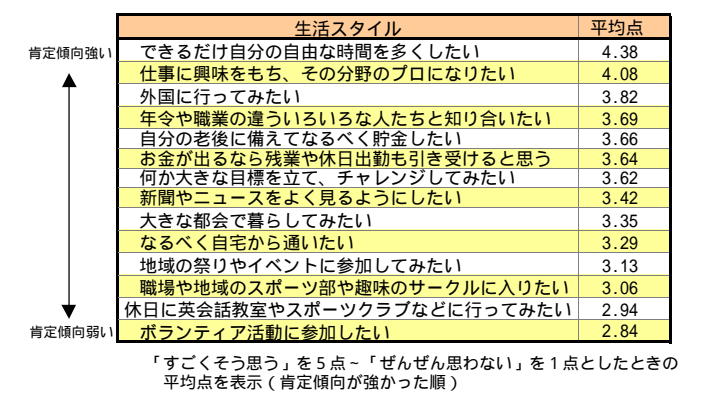 生活スタイル 平均点
肯定傾向強い できるだけ自分の自由な時間を多くしたい 4.38
仕事に興味をもち、その分野のプロになりたい 4.08
外国に行ってみたい 3.82
年令や職業の違ういろいろな人たちと知り合いたい 3.69
自分の老後に備えてなるべく貯金したい 3.66
お金が出るなら残業や休日出勤も引き受けると思う 3.64
何か大きな目標を立て、チャレンジしてみたい 3.62
新聞やニュースをよく見るようにしたい 3.42
大きな都会で暮らしてみたい 3.35
なるべく自宅から通いたい 3.29
地域の祭りやイベントに参加してみたい 3.13
職場や地域のスポーツ部や趣味のサークルに入りたい 3.06
休日に英会話教室やスポーツクラブなどに行ってみたい 2.94
肯定傾向弱い ボランティア活動に参加したい 2.84
「すごくそう思う」を5点~「ぜんぜん思わない」を1点としたときの
平均点を表示(肯定傾向が強かった順)